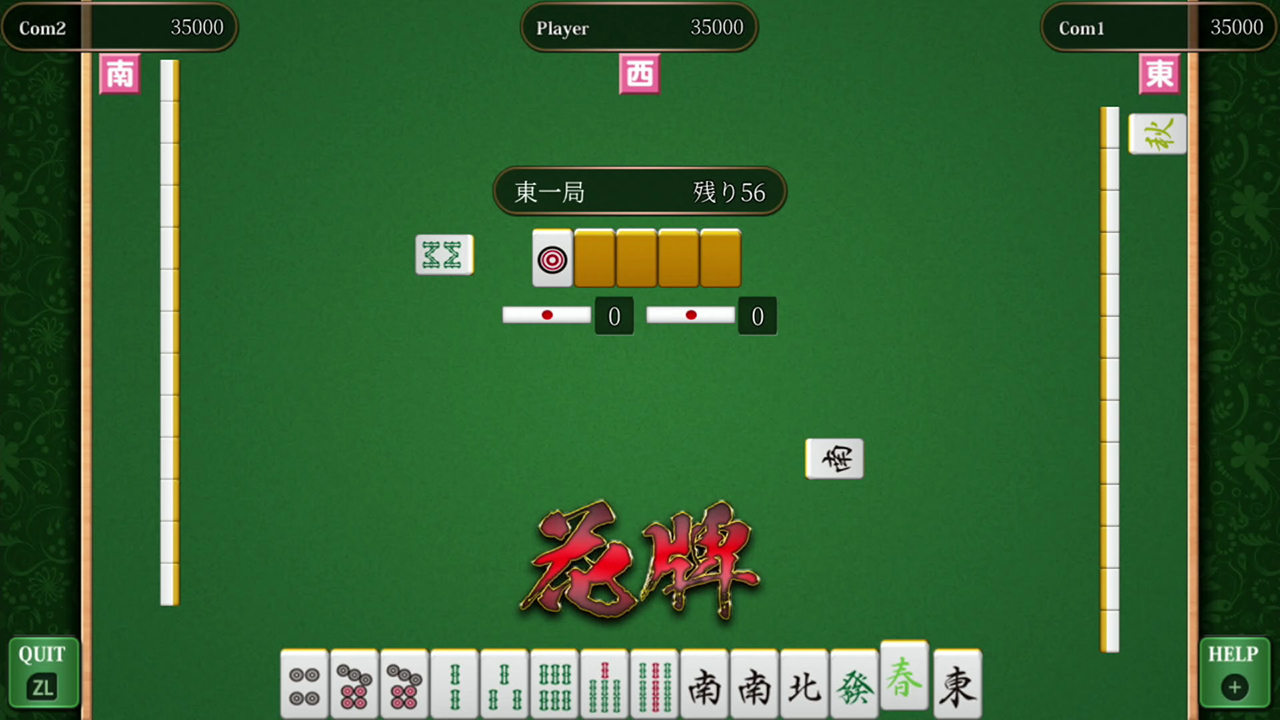 Com2 35000
Player 35000
Com1 35000
南
西
東
秋
東一局 残り56
0 0
南
花牌
QUIT
ZL
南 南 北 發 春 東
HELP
+